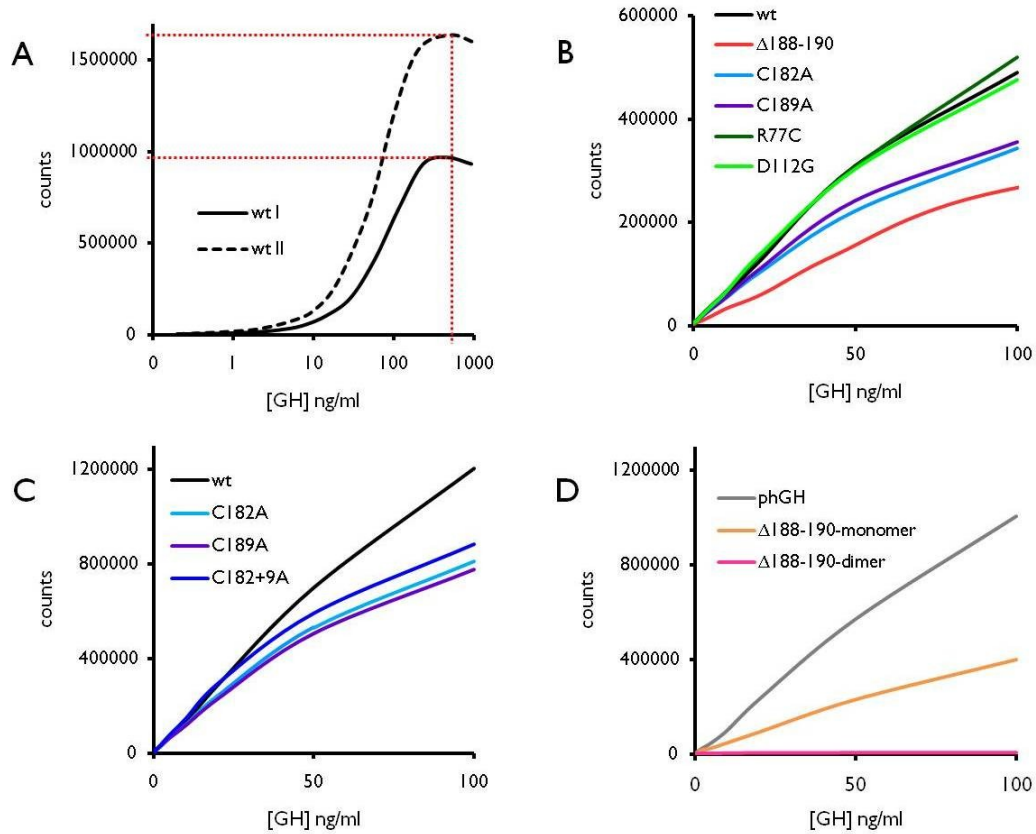 A
counts
1500000
1000000
500000
0
wt I
wt II
0 1 10 100 1000
[GH] ng/ml
B
counts
600000
400000
200000
0
wt
Δ188-190
C182A
C189A
R77C
D112G
0 50 100
[GH] ng/ml
C
counts
1200000
800000
400000
0
wt
C182A
C189A
C182+9A
0 50 100
[GH] ng/ml
D
counts
1200000
800000
400000
0
phGH
Δ188-190-monomer
Δ188-190-dimer
0 50 100
[GH] ng/ml